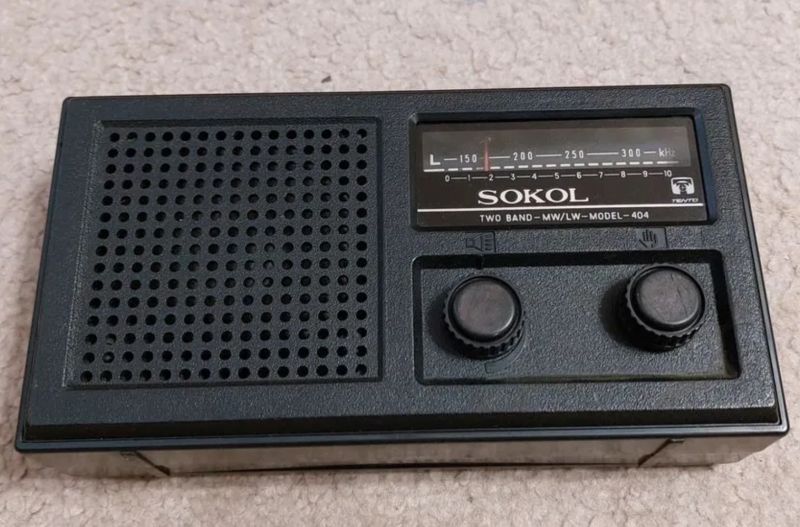 L 150 200 250 300 kHz
0 1 2 3 4 5 6 7 8 9 10
SOKOL
TENTO
TWO BAND-MW/LW-MODEL-404